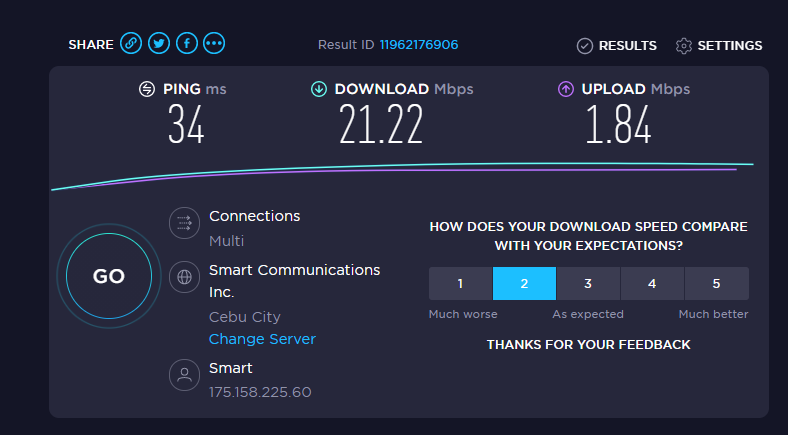 SHARE
Result ID 11962176906
RESULTS
SETTINGS
PING ms
34
DOWNLOAD Mbps
21.22
UPLOAD Mbps
1.84
GO
Connections
Multi
Smart Communications
Inc.
Cebu City
Change Server
Smart
175.158.225.60
HOW DOES YOUR DOWNLOAD SPEED COMPARE
WITH YOUR EXPECTATIONS?
1 2 3 4 5
Much worse As expected Much better
THANKS FOR YOUR FEEDBACK